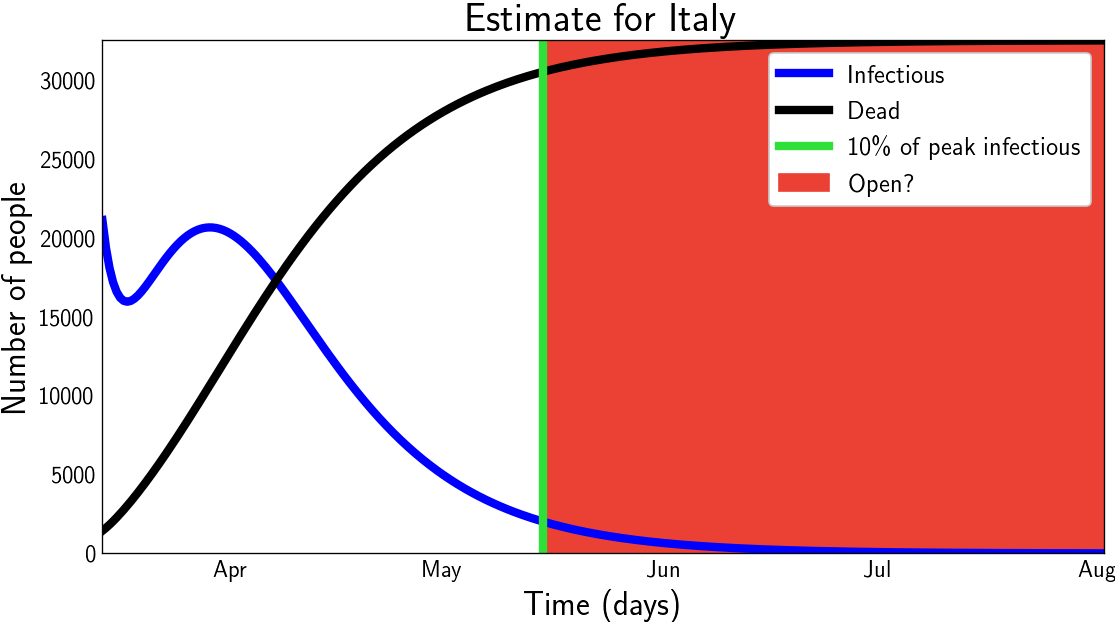 Estimate for Italy
Number of people
30000
25000
20000
15000
10000
5000
0
Infectious
Dead
10% of peak infectious
Open?
Apr May Jun Jul Aug
Time (days)